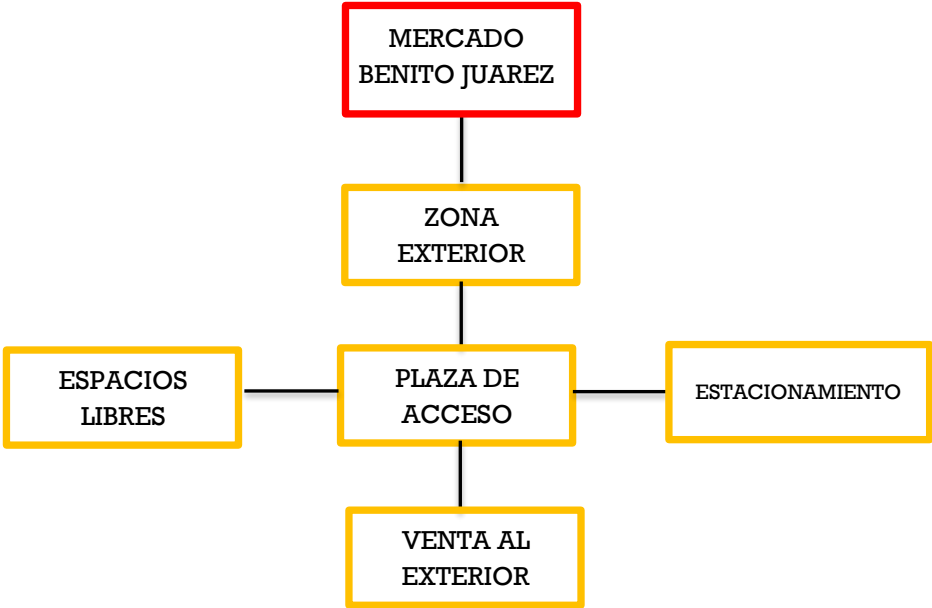 MERCADO
BENITO JUAREZ
ZONA
EXTERIOR
ESPACIOS
LIBRES
PLAZA DE
ACCESO
ESTACIONAMIENTO
VENTA AL
EXTERIOR